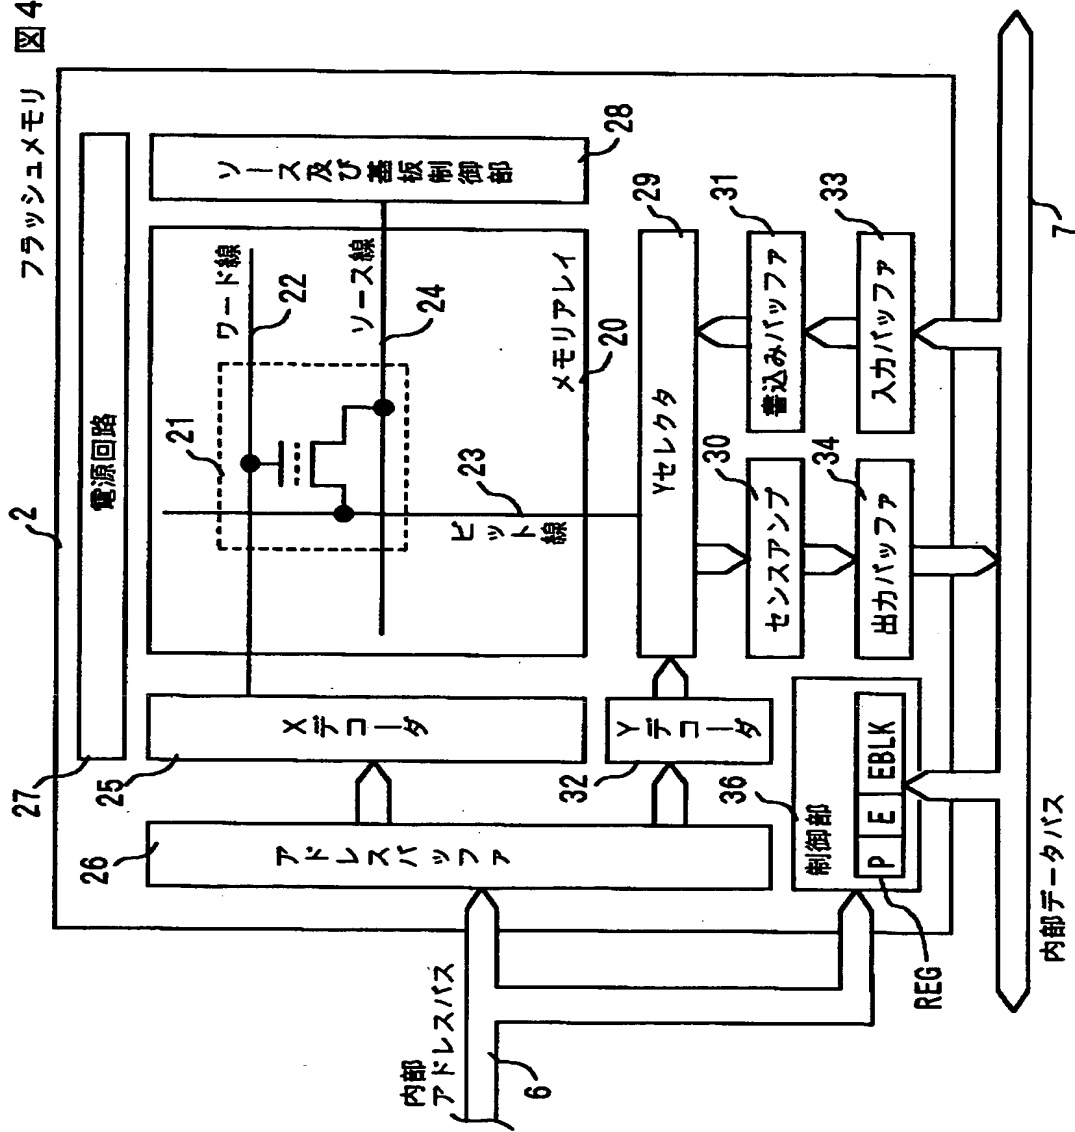 図4
フラッシュメモリ
2
電源回路
27
ソース及び基板制御部
28
ワード線
22
ソース線
24
21
23
ビット線
メモリアレイ
20
Xデコーダ
25
アドレスバッファ
26
Yデコーダ
32
Yセレクタ
29
センスアンプ
30
書込みバッファ
31
出力バッファ
34
入力バッファ
33
制御部
36
P
E
EBLK
REG
内部
アドレスバス
6
内部データバス
7